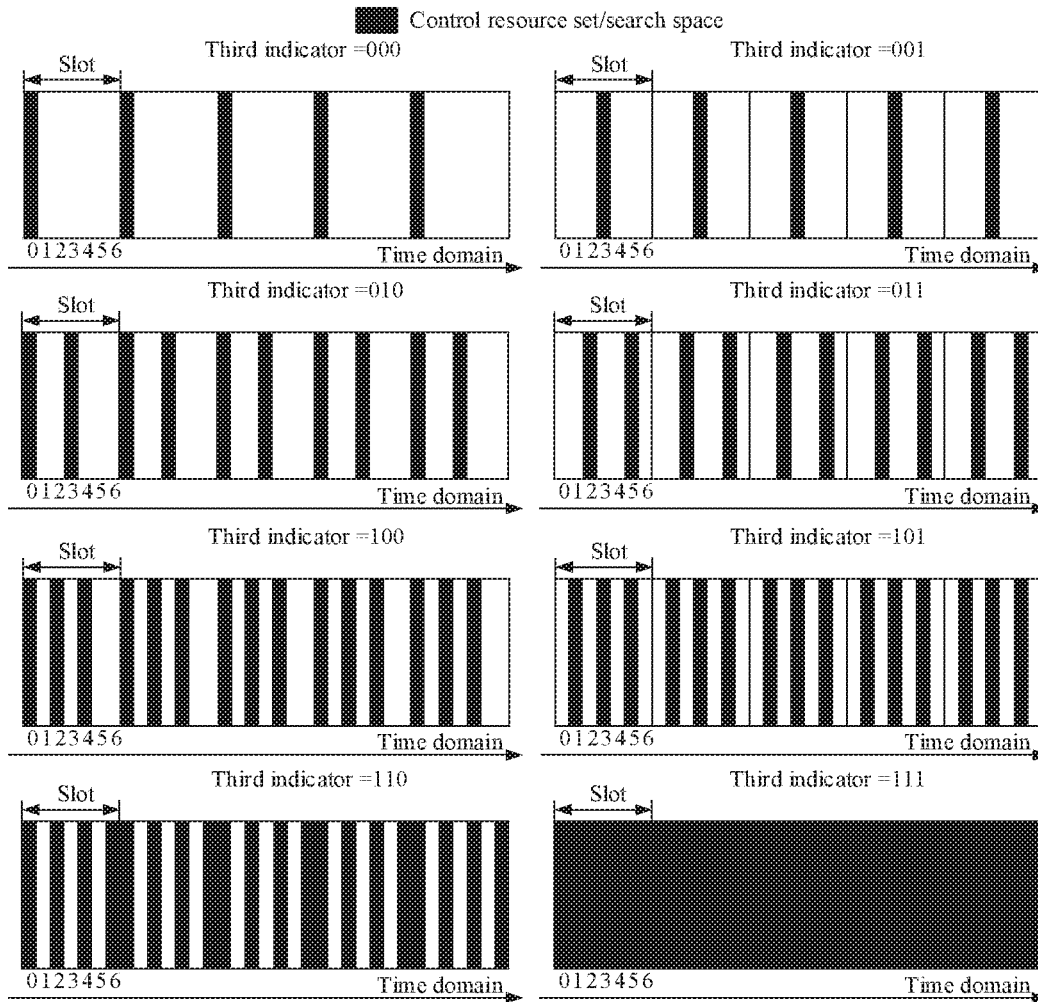 Control resource set/search space
Third indicator =000
Third indicator =001
Slot
Slot
0123456
Time domain
0123456
Time domain
Third indicator =010
Third indicator =011
Slot
Slot
0123456
Time domain
0123456
Time domain
Third indicator =100
Third indicator =101
Slot
Slot
0123456
Time domain
0123456
Time domain
Third indicator =110
Third indicator =111
Slot
Slot
0123456
Time domain
0123456
Time domain